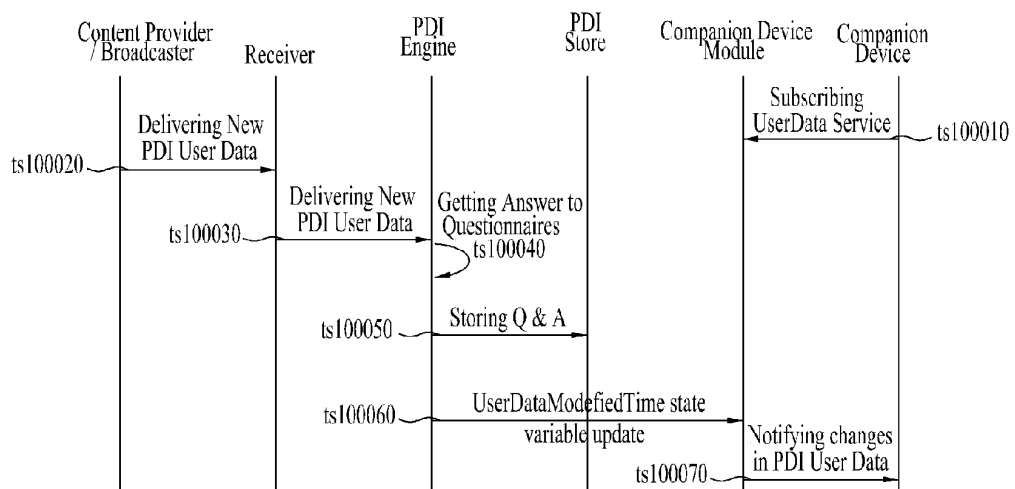 Content Provider
/ Broadcaster
Receiver
PDI
Engine
PDI
Store
Companion Device
Module
Companion
Device
Subscribing
UserData Service
ts100010
Delivering New
PDI User Data
ts100020
Delivering New
PDI User Data
ts100030
Getting Answer to
Questionnaires
ts100040
ts100050
Storing Q & A
ts100060
UserDataModefiedTime state
variable update
Notifying changes
in PDI User Data
ts100070